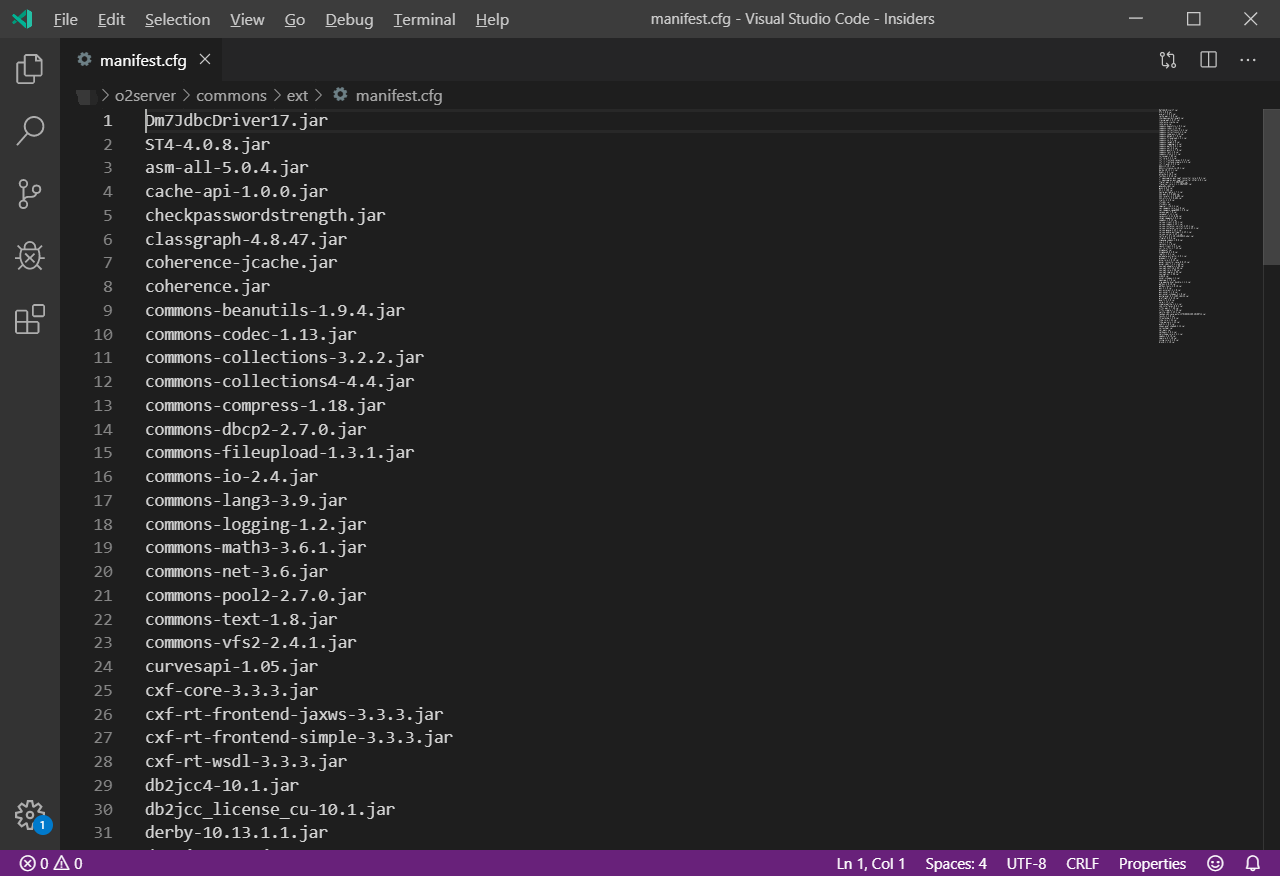 File Edit Selection View Go Debug Terminal Help manifest.cfg - Visual Studio Code - Insiders
manifest.cfg
o2server > commons > ext > manifest.cfg
1 Dm7JdbcDriver17.jar
2 ST4-4.0.8.jar
3 asm-all-5.0.4.jar
4 cache-api-1.0.0.jar
5 checkpasswordstrength.jar
6 classgraph-4.8.47.jar
7 coherence-jcache.jar
8 coherence.jar
9 commons-beanutils-1.9.4.jar
10 commons-codec-1.13.jar
11 commons-collections-3.2.2.jar
12 commons-collections4-4.4.jar
13 commons-compress-1.18.jar
14 commons-dbcp2-2.7.0.jar
15 commons-fileupload-1.3.1.jar
16 commons-io-2.4.jar
17 commons-lang3-3.9.jar
18 commons-logging-1.2.jar
19 commons-math3-3.6.1.jar
20 commons-net-3.6.jar
21 commons-pool2-2.7.0.jar
22 commons-text-1.8.jar
23 commons-vfs2-2.4.1.jar
24 curvesapi-1.05.jar
25 cxf-core-3.3.3.jar
26 cxf-rt-frontend-jaxws-3.3.3.jar
27 cxf-rt-frontend-simple-3.3.3.jar
28 cxf-rt-wsdl-3.3.3.jar
29 db2jcc4-10.1.jar
30 db2jcc_license_cu-10.1.jar
31 derby-10.13.1.1.jar
1
0 0 Ln 1, Col 1 Spaces: 4 UTF-8 CRLF Properties